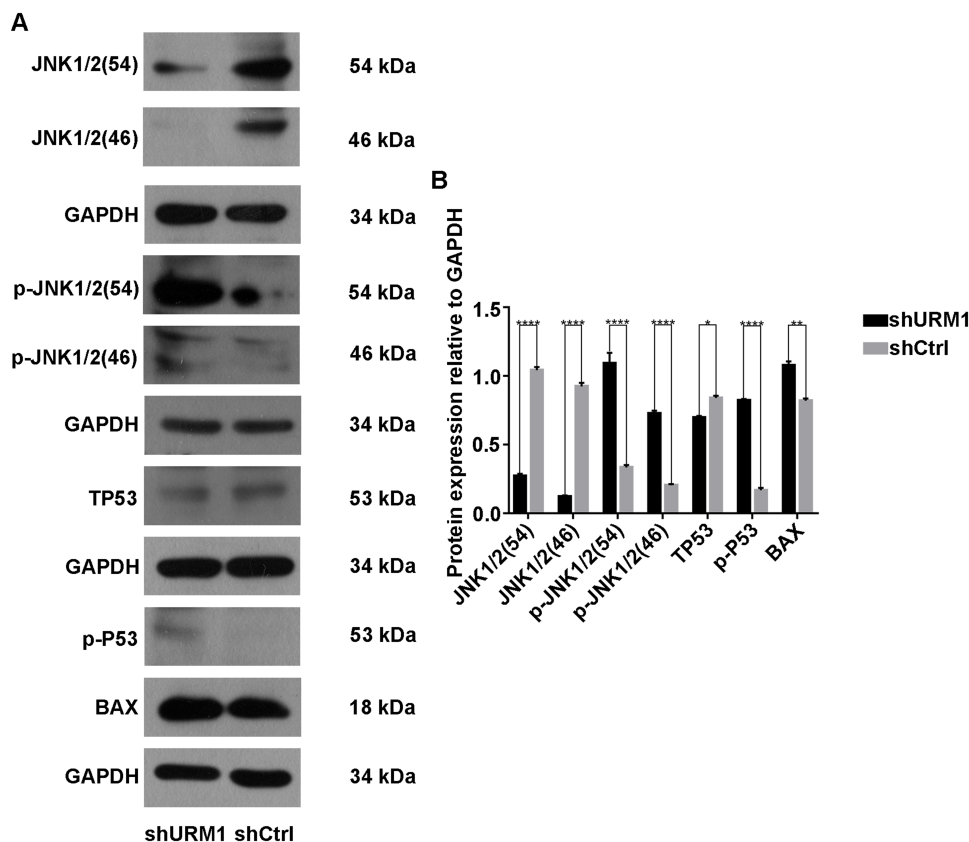 A
JNK1/2(54) 54 kDa
JNK1/2(46) 46 kDa
GAPDH 34 kDa
p-JNK1/2(54) 54 kDa
p-JNK1/2(46) 46 kDa
GAPDH 34 kDa
TP53 53 kDa
GAPDH 34 kDa
p-P53 53 kDa
BAX 18 kDa
GAPDH 34 kDa
shURM1 shCtrl
B
Protein expression relative to GAPDH
1.5
1.0
0.5
0.0
**** **** **** **** * **** **
JNK1/2(54)
JNK1/2(46)
p-JNK1/2(54)
p-JNK1/2(46)
TP53
p-P53
BAX
shURM1
shCtrl